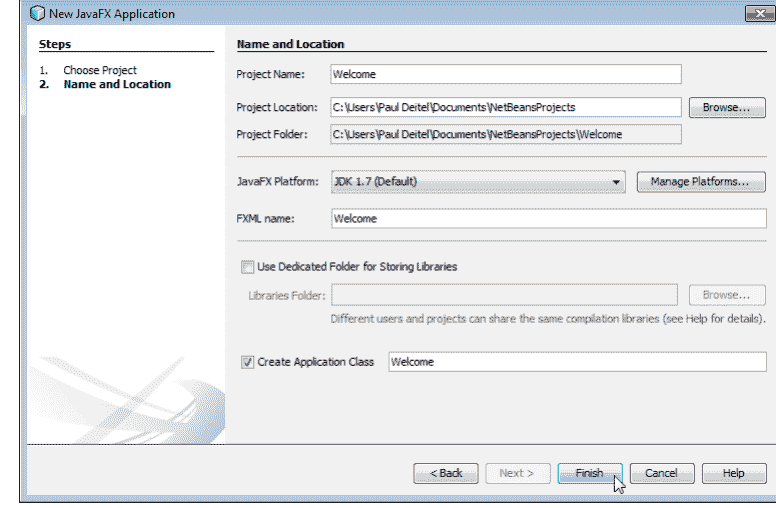 New JavaFX Application
Steps
1. Choose Project
2. Name and Location
Name and Location
Project Name: Welcome
Project Location: C:\Users\Paul Deitel\Documents\NetBeansProjects Browse...
Project Folder: C:\Users\Paul Deitel\Documents\NetBeansProjects\Welcome
JavaFX Platform: JDK 1.7 (Default) Manage Platforms...
FXML name: Welcome
Use Dedicated Folder for Storing Libraries
Libraries Folder: Browse...
Different users and projects can share the same compilation libraries (see Help for details).
Create Application Class Welcome
< Back Next > Finish Cancel Help